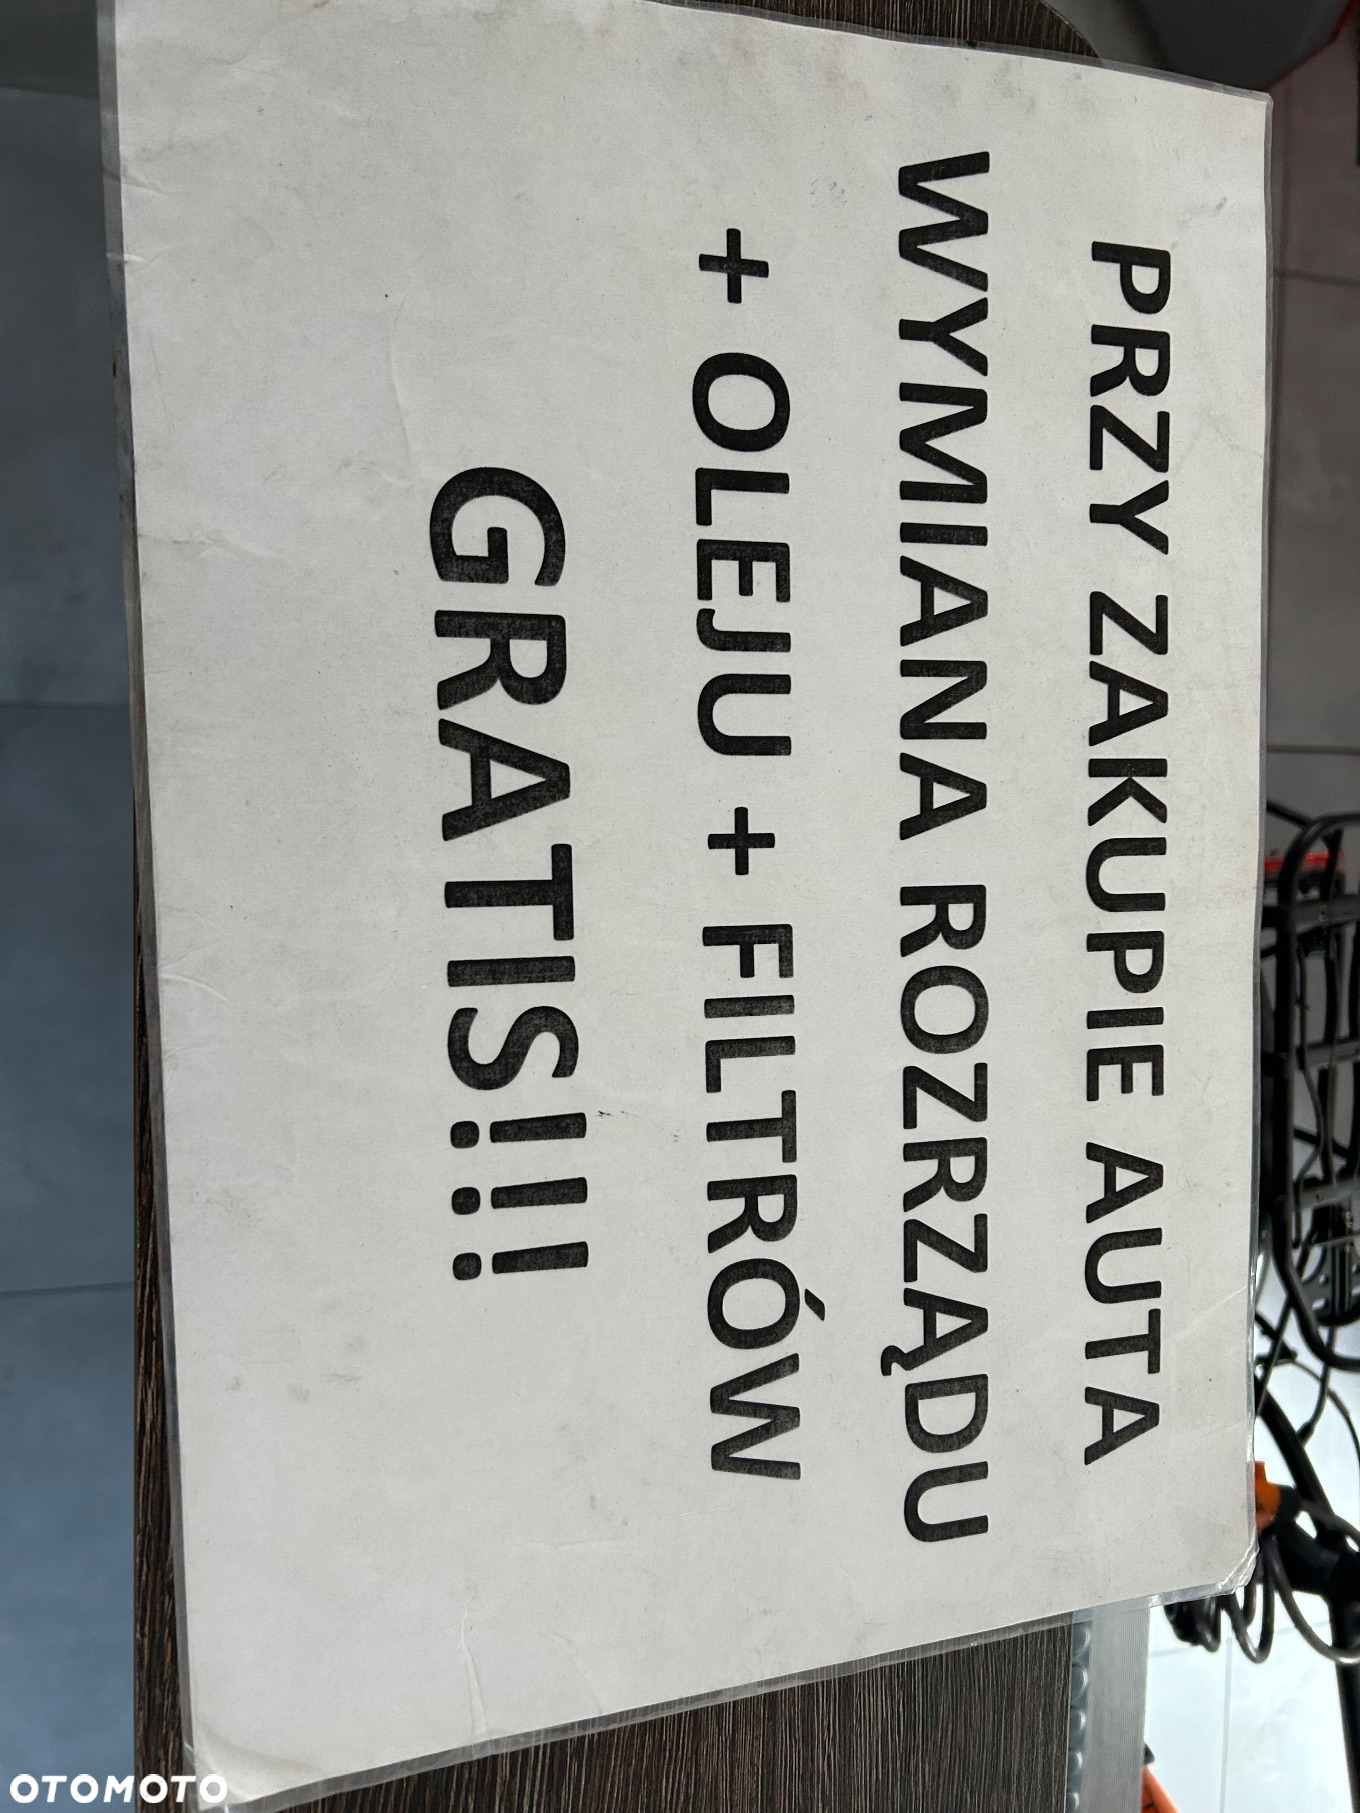 PRZY ZAKUPIE AUTA
WYMIANA ROZRZĄDU
+ OLEJU + FILTRÓW
GRATIS!!!
OTOMOTO